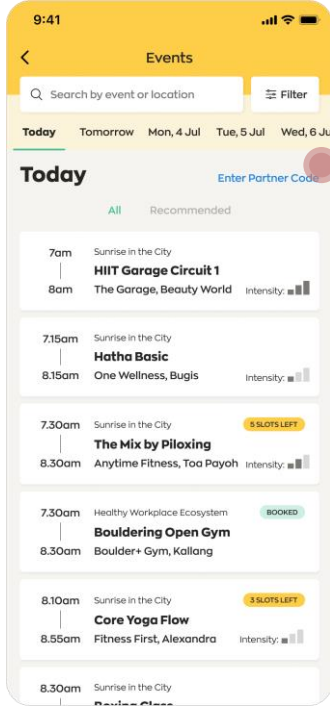 9:41
Events
Search by event or location
Filter
Today Tomorrow Mon, 4 Jul Tue, 5 Jul Wed, 6 Ju
Today
Enter Partner Code
All Recommended
7am Sunrise in the City
HIIT Garage Circuit 1
8am The Garage, Beauty World Intensity:
7.15am Sunrise in the City
Hatha Basic
8.15am One Wellness, Bugis Intensity:
7.30am Sunrise in the City 5 SLOTS LEFT
The Mix by Piloxing
8.30am Anytime Fitness, Toa Payoh Intensity:
7.30am Healthy Workplace Ecosystem BOOKED
Bouldering Open Gym
8.30am Boulder+ Gym, Kallang
8.10am Sunrise in the City 3 SLOTS LEFT
Core Yoga Flow
8.55am Fitness First, Alexandra Intensity:
8.30am Sunrise in the City
Boxing Class